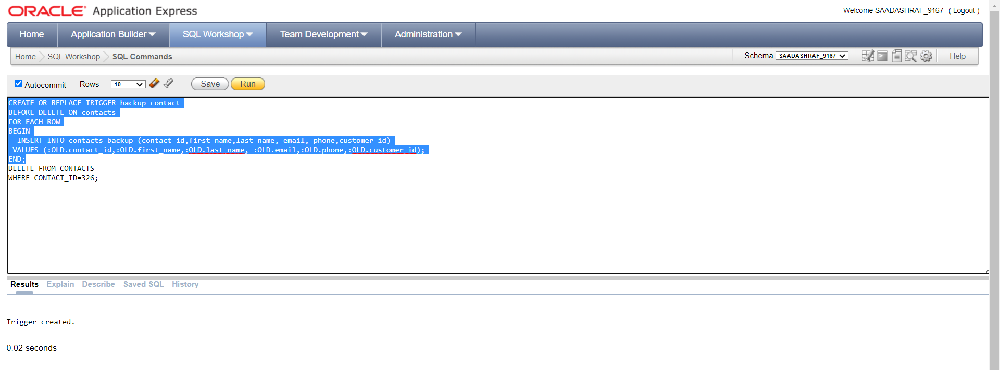 ORACLE Application Express
Welcome SAADASHRAF_9167 ( Logout )
Home Application Builder SQL Workshop Team Development Administration
Home SQL Workshop SQL Commands
Schema SAADASHRAF_9167 Help
Autocommit Rows 10 Save Run
CREATE OR REPLACE TRIGGER backup_contact
BEFORE DELETE ON contacts
FOR EACH ROW
BEGIN
  INSERT INTO contacts_backup (contact_id,first_name,last_name, email, phone,customer_id)
 VALUES (:OLD.contact_id,:OLD.first_name,:OLD.last_name, :OLD.email,:OLD.phone,:OLD.customer_id);
END;
DELETE FROM CONTACTS
WHERE CONTACT_ID=326;
Results Explain Describe Saved SQL History
Trigger created.
0.02 seconds